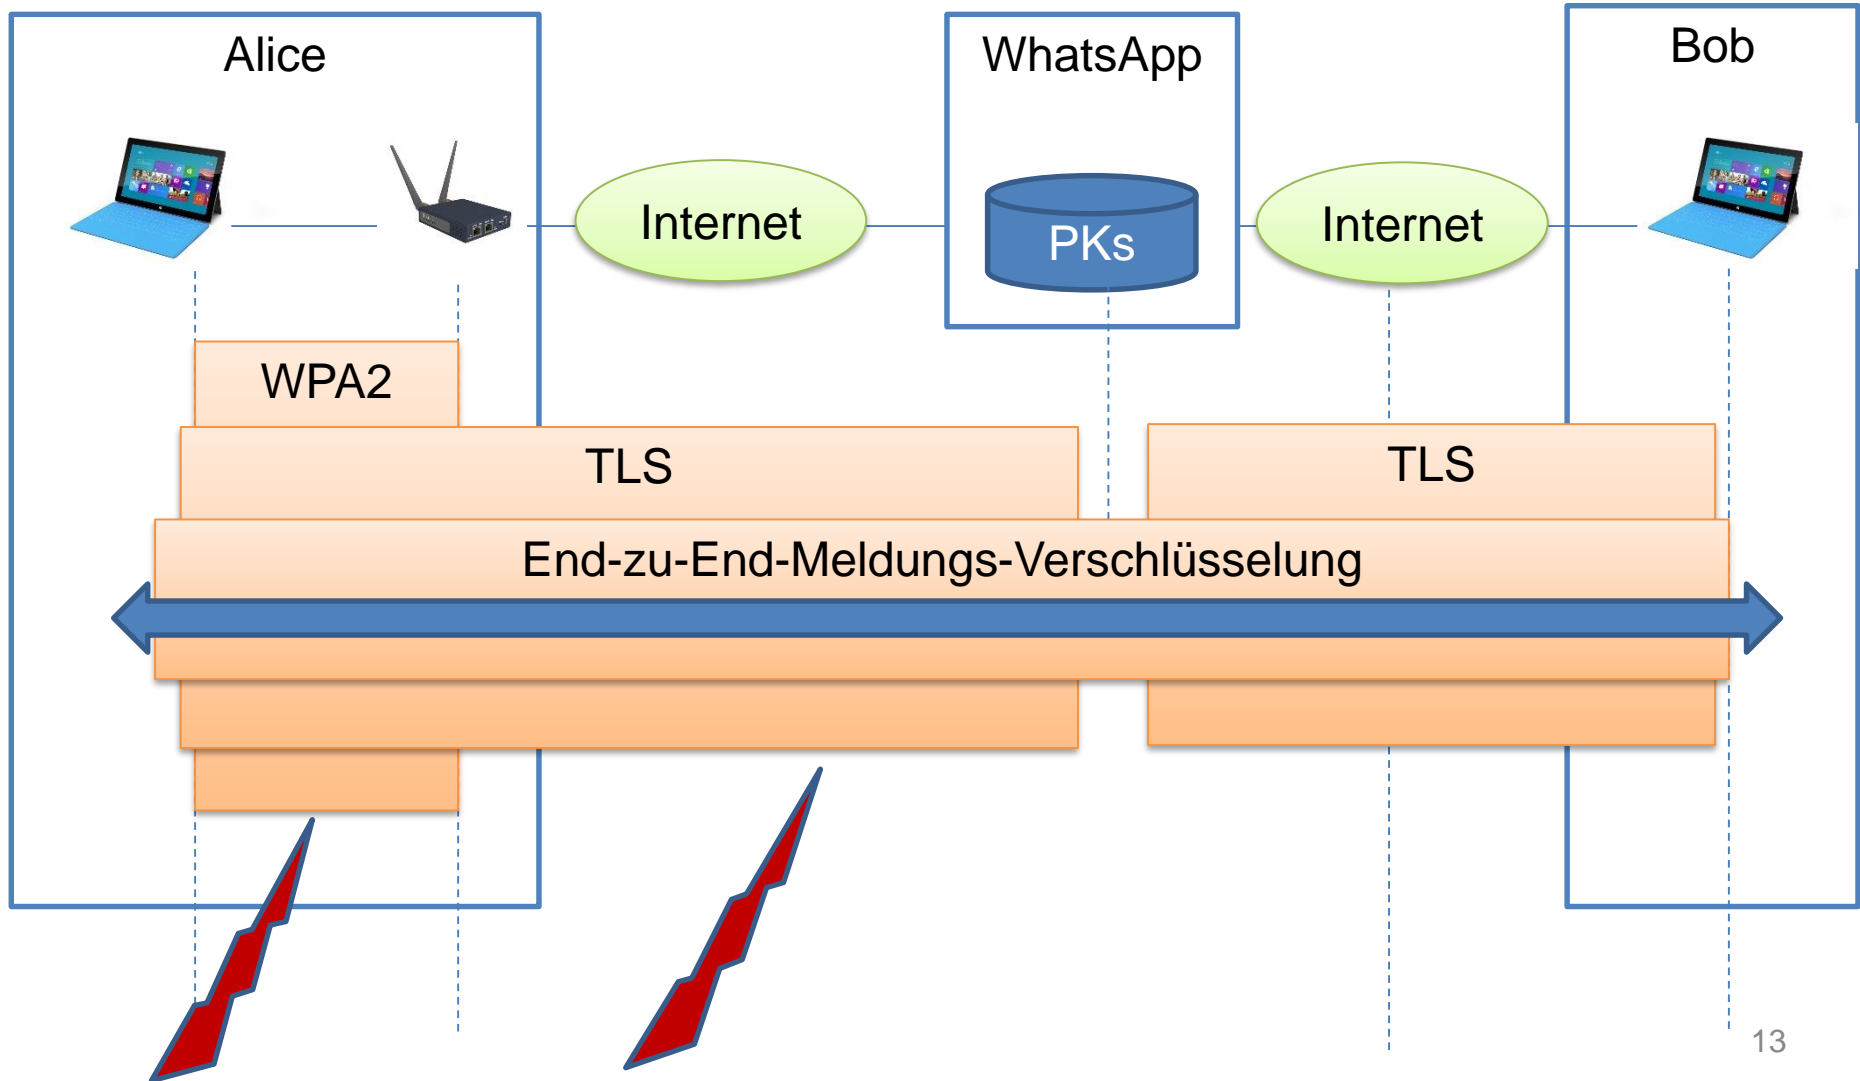 Alice
WhatsApp
Bob
Internet
PKs
Internet
WPA2
TLS
TLS
End-zu-End-Meldungs-Verschlüsselung
13